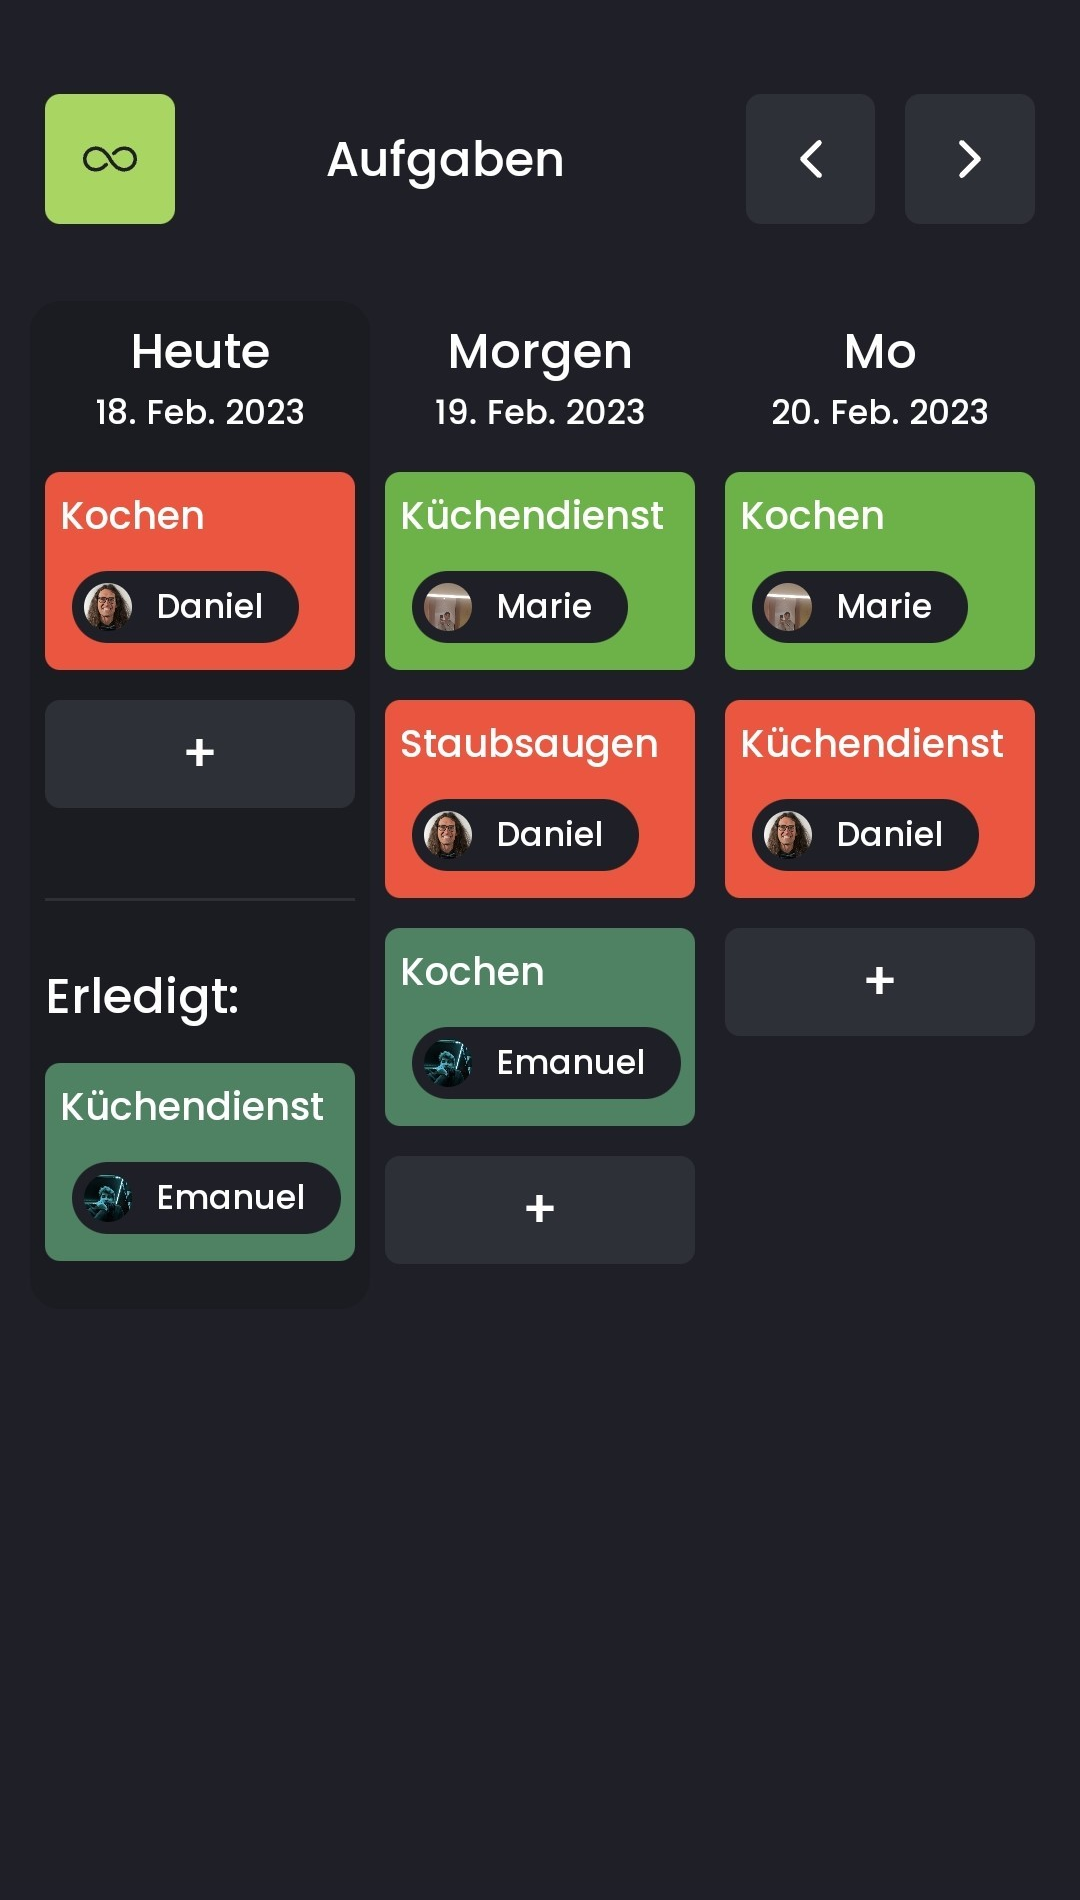 Aufgaben
Heute
18. Feb. 2023
Kochen
Daniel
+
Erledigt:
Küchendienst
Emanuel
Morgen
19. Feb. 2023
Küchendienst
Marie
Staubsaugen
Daniel
Kochen
Emanuel
+
Mo
20. Feb. 2023
Kochen
Marie
Küchendienst
Daniel
+